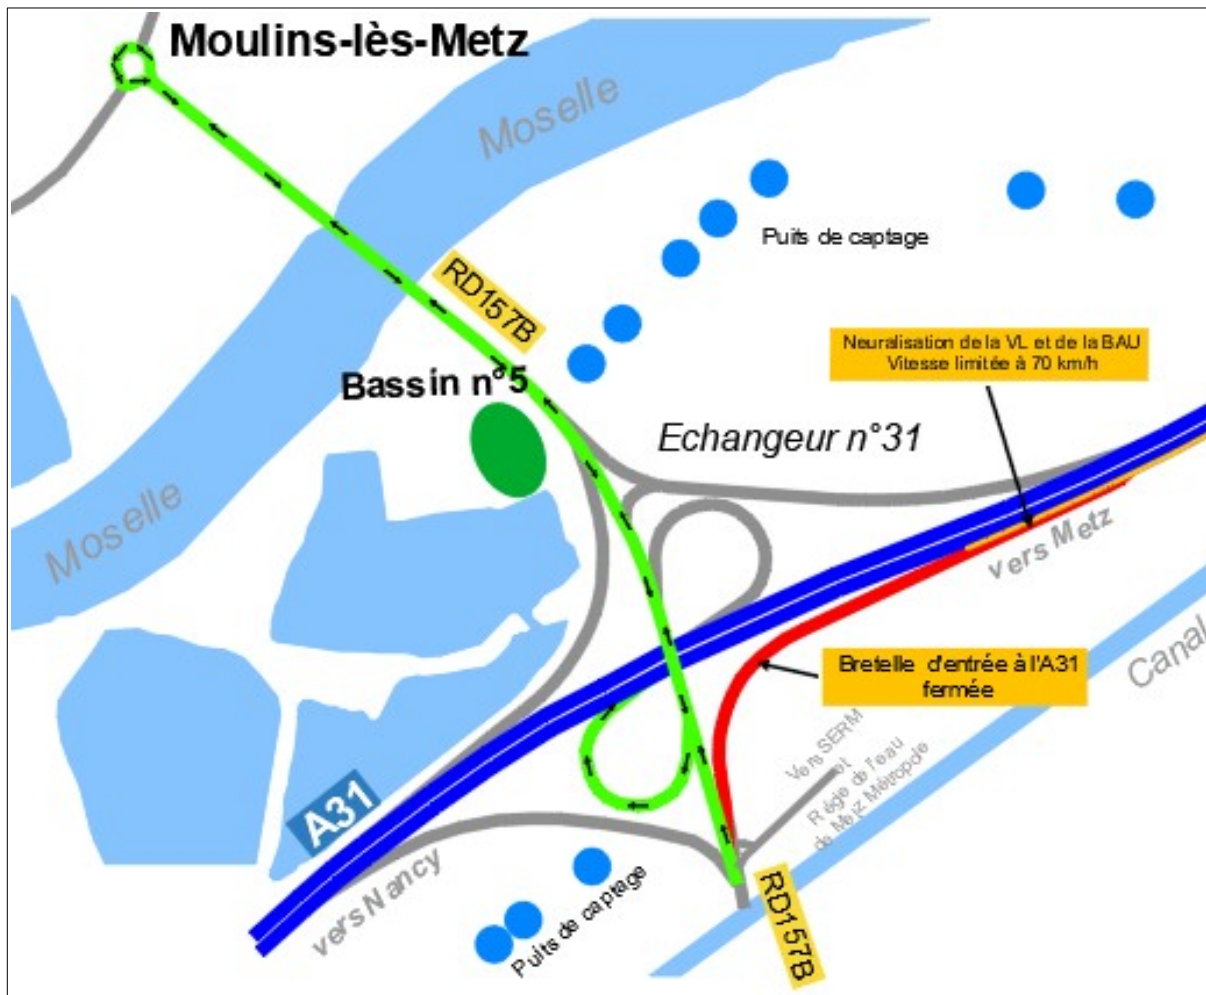 Moulins-lès-Metz
Moselle
Puits de captage
RD157B
Neuralisation de la VL et de la BAU
Vitesse limitée à 70 km/h
Bassin n°5
Echangeur n°31
Moselle
vers Metz
Canal
Bretelle d'entrée à l'A31
fermée
Vers SERM
et
Régie de l'eau
de Metz Métropole
A31
vers Nancy
Puits de captage
RD157B